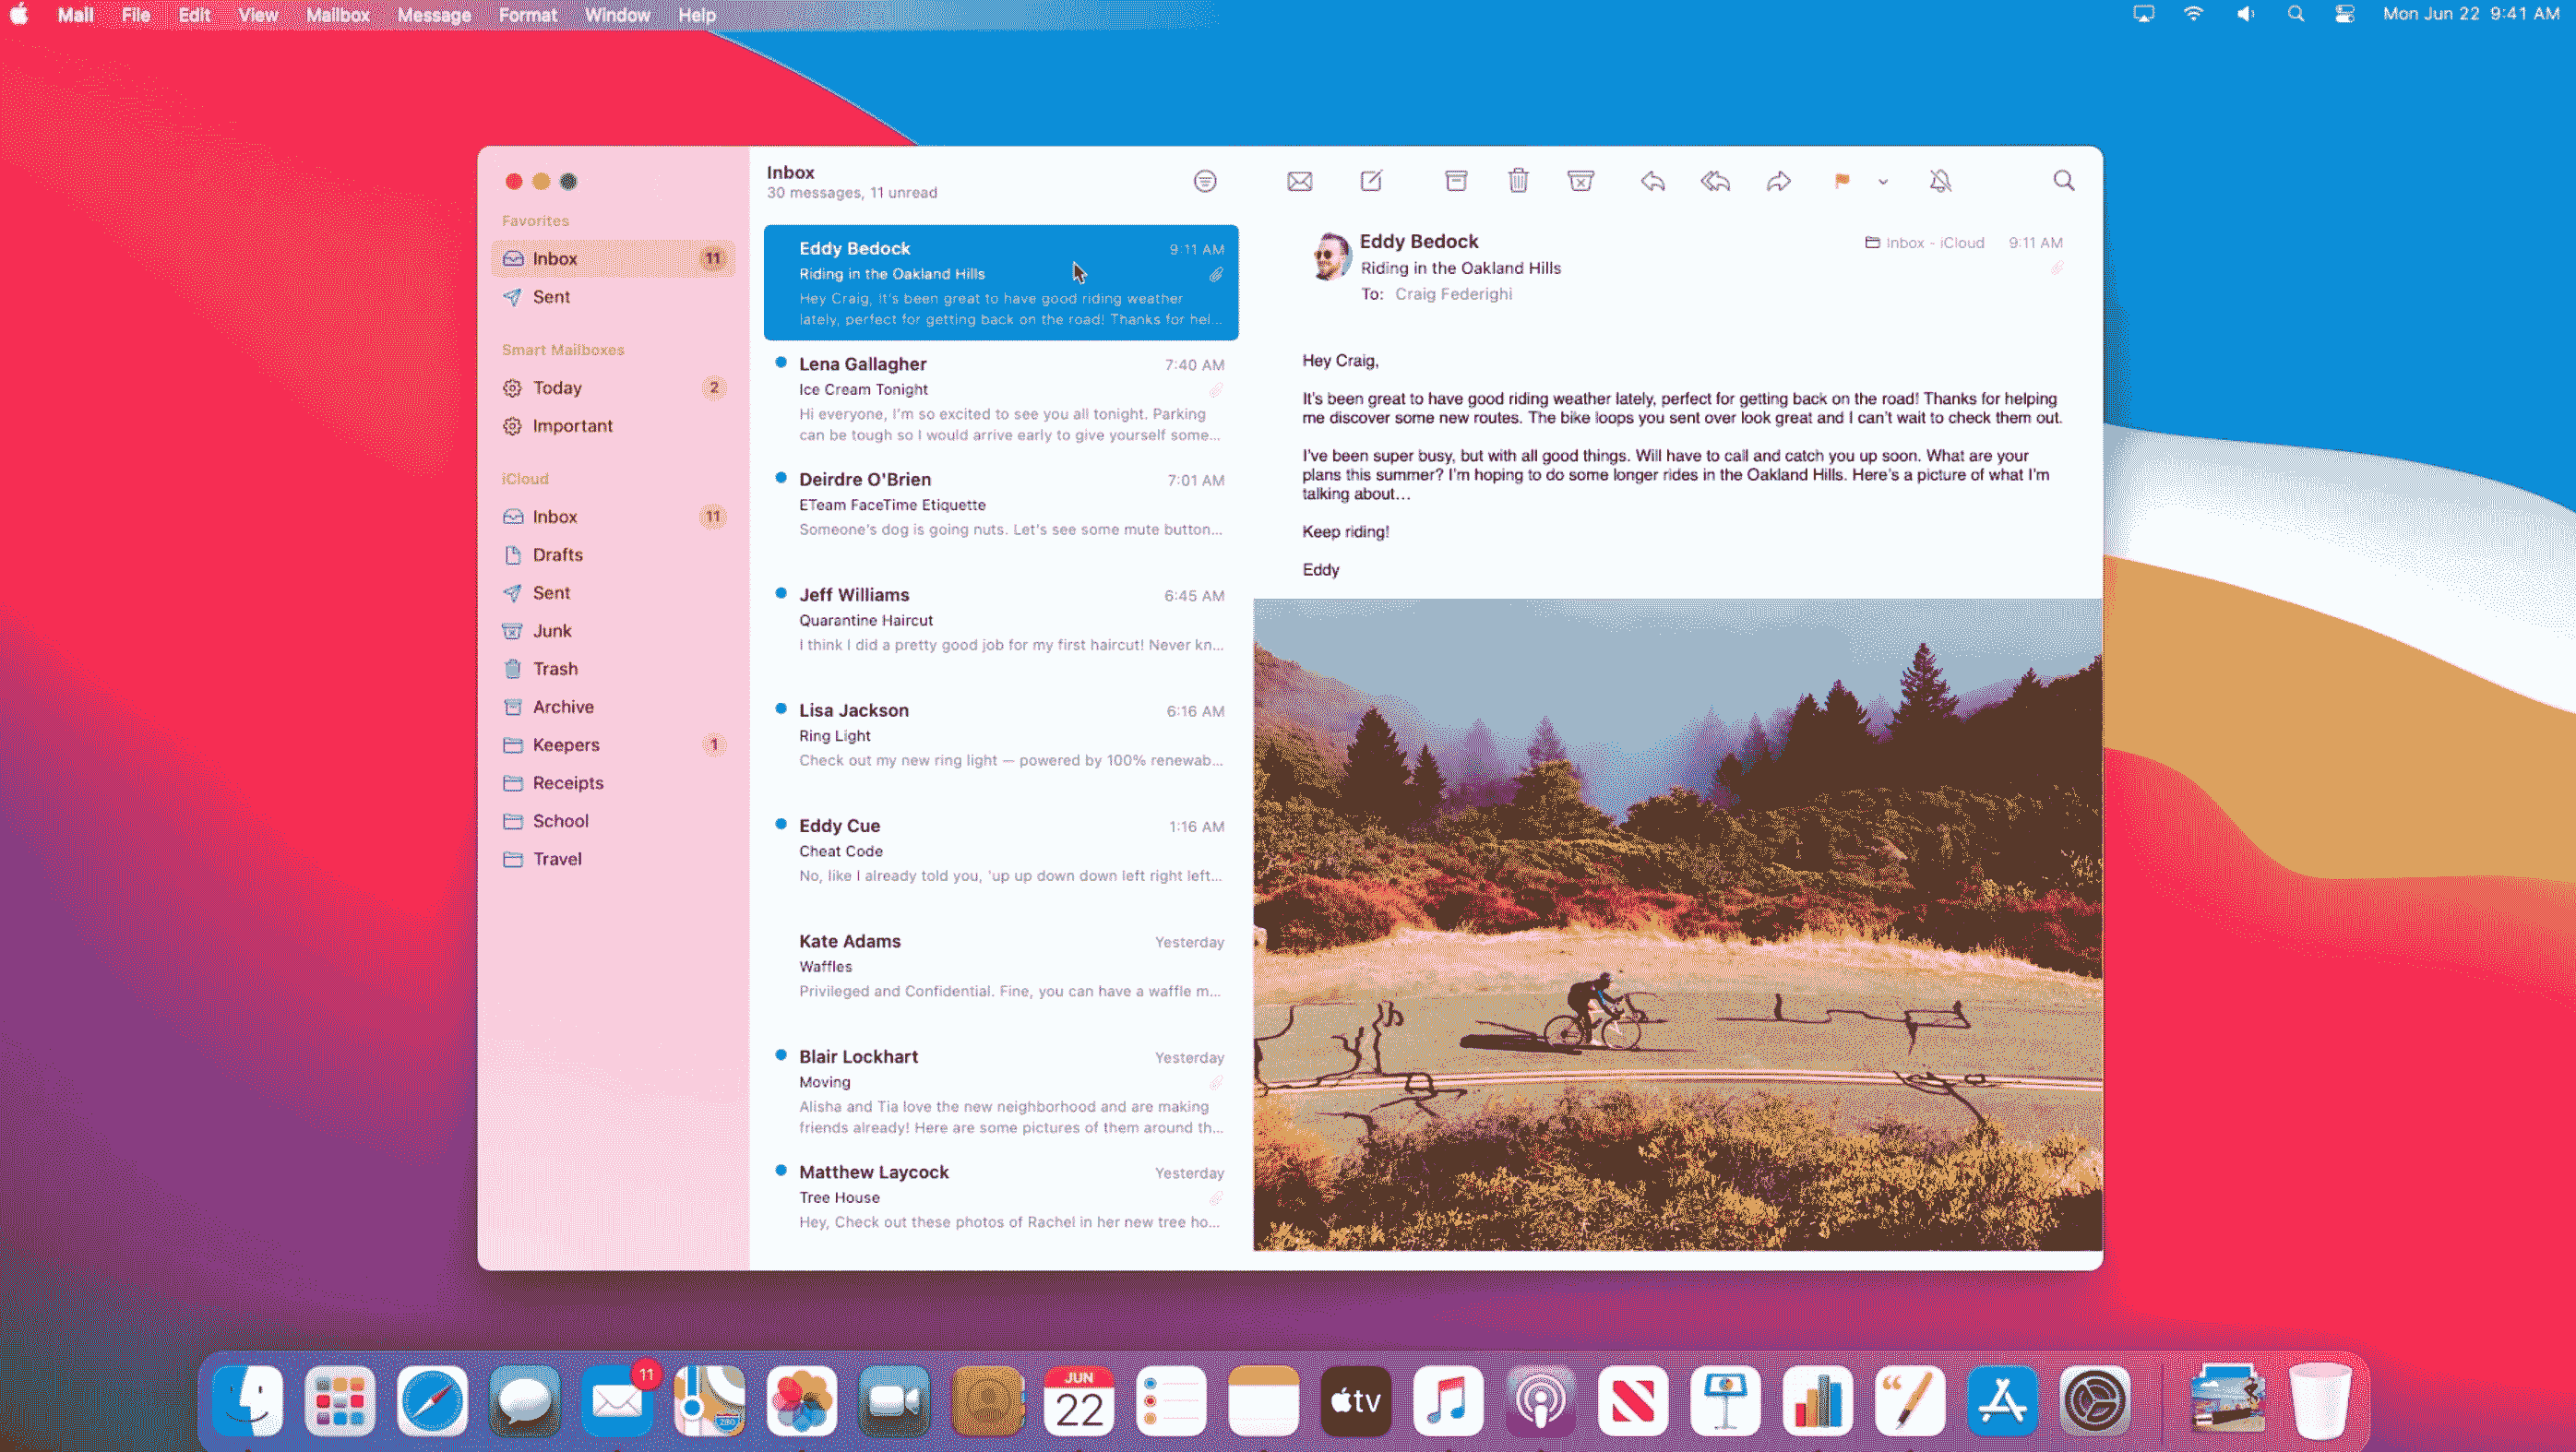 Mail File Edit View Mailbox Message Format Window Help
Mon Jun 22 9:41 AM
Favorites
Inbox 11
Sent
Smart Mailboxes
Today 2
Important
iCloud
Inbox 11
Drafts
Sent
Junk
Trash
Archive
Keepers 1
Receipts
School
Travel
Inbox
30 messages, 11 unread
Eddy Bedock 9:11 AM
Riding in the Oakland Hills
Hey Craig, It's been great to have good riding weather
lately, perfect for getting back on the road! Thanks for hel...
Lena Gallagher 7:40 AM
Ice Cream Tonight
Hi everyone, I'm so excited to see you all tonight. Parking
can be tough so I would arrive early to give yourself some...
Deirdre O'Brien 7:01 AM
ETeam FaceTime Etiquette
Someone's dog is going nuts. Let's see some mute button...
Jeff Williams 6:45 AM
Quarantine Haircut
I think I did a pretty good job for my first haircut! Never kn...
Lisa Jackson 6:16 AM
Ring Light
Check out my new ring light — powered by 100% renewab...
Eddy Cue 1:16 AM
Cheat Code
No, like I already told you, 'up up down down left right left...
Kate Adams Yesterday
Waffles
Privileged and Confidential. Fine, you can have a waffle m...
Blair Lockhart Yesterday
Moving
Alisha and Tia love the new neighborhood and are making
friends already! Here are some pictures of them around th...
Matthew Laycock Yesterday
Tree House
Hey, Check out these photos of Rachel in her new tree ho...
Eddy Bedock Inbox - iCloud 9:11 AM
Riding in the Oakland Hills
To: Craig Federighi
Hey Craig,
It's been great to have good riding weather lately, perfect for getting back on the road! Thanks for helping
me discover some new routes. The bike loops you sent over look great and I can't wait to check them out.
I've been super busy, but with all good things. Will have to call and catch you up soon. What are your
plans this summer? I'm hoping to do some longer rides in the Oakland Hills. Here's a picture of what I'm
talking about…
Keep riding!
Eddy
11
280
JUN
22
tv